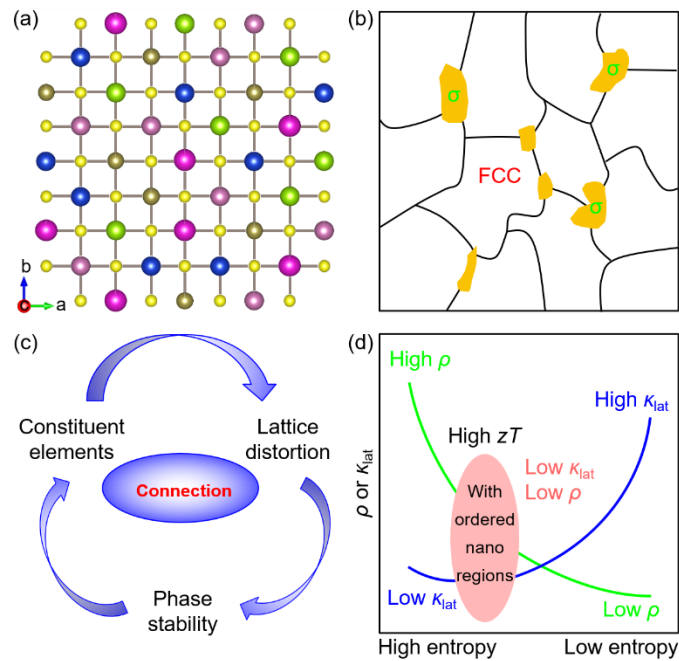 (a)
b
a
(b)
σ
σ
FCC
σ
(c)
Constituent
elements
Lattice
distortion
Connection
Phase
stability
(d)
High ρ
High κlat
High zT
Low κlat
Low ρ
With
ordered
nano
regions
Low κlat
Low ρ
ρ or κlat
High entropy
Low entropy